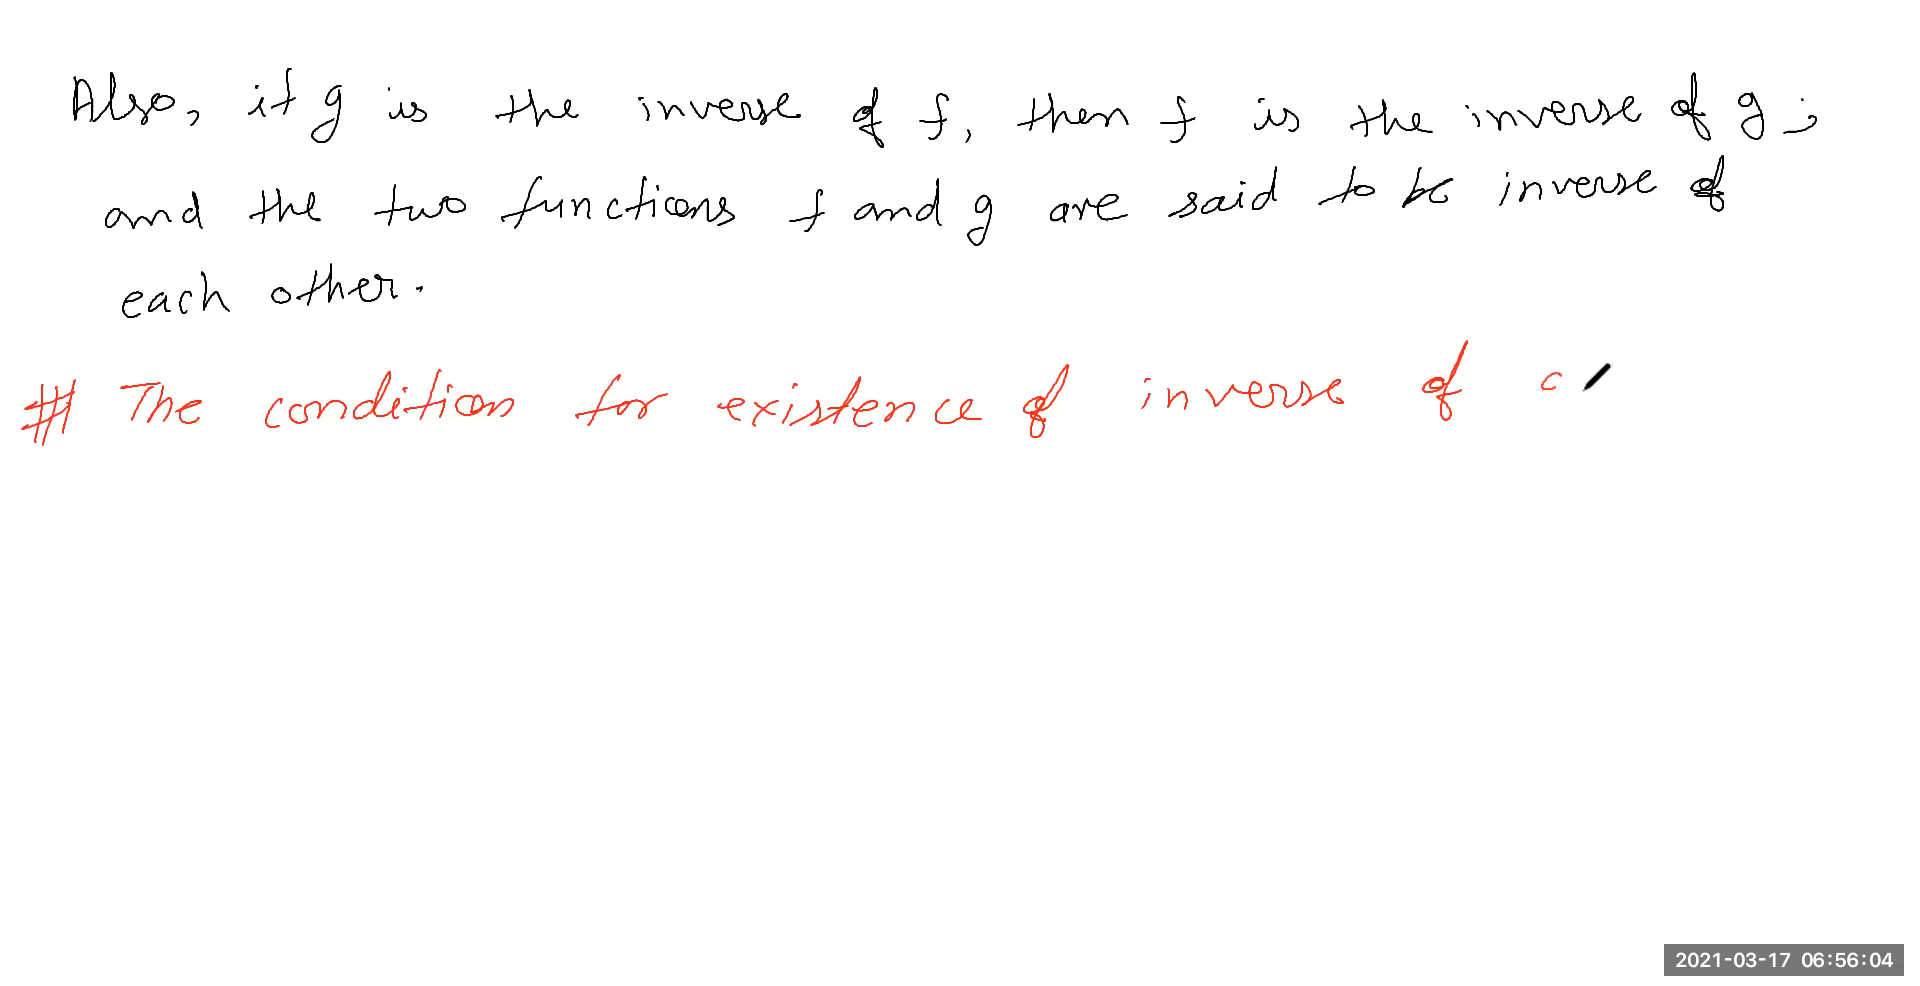 Also, if g is the inverse of f, then f is the inverse of g;
and the two functions f and g are said to be inverse of
each other.
# The condition for existence of inverse of
2021-03-17 06:56:04